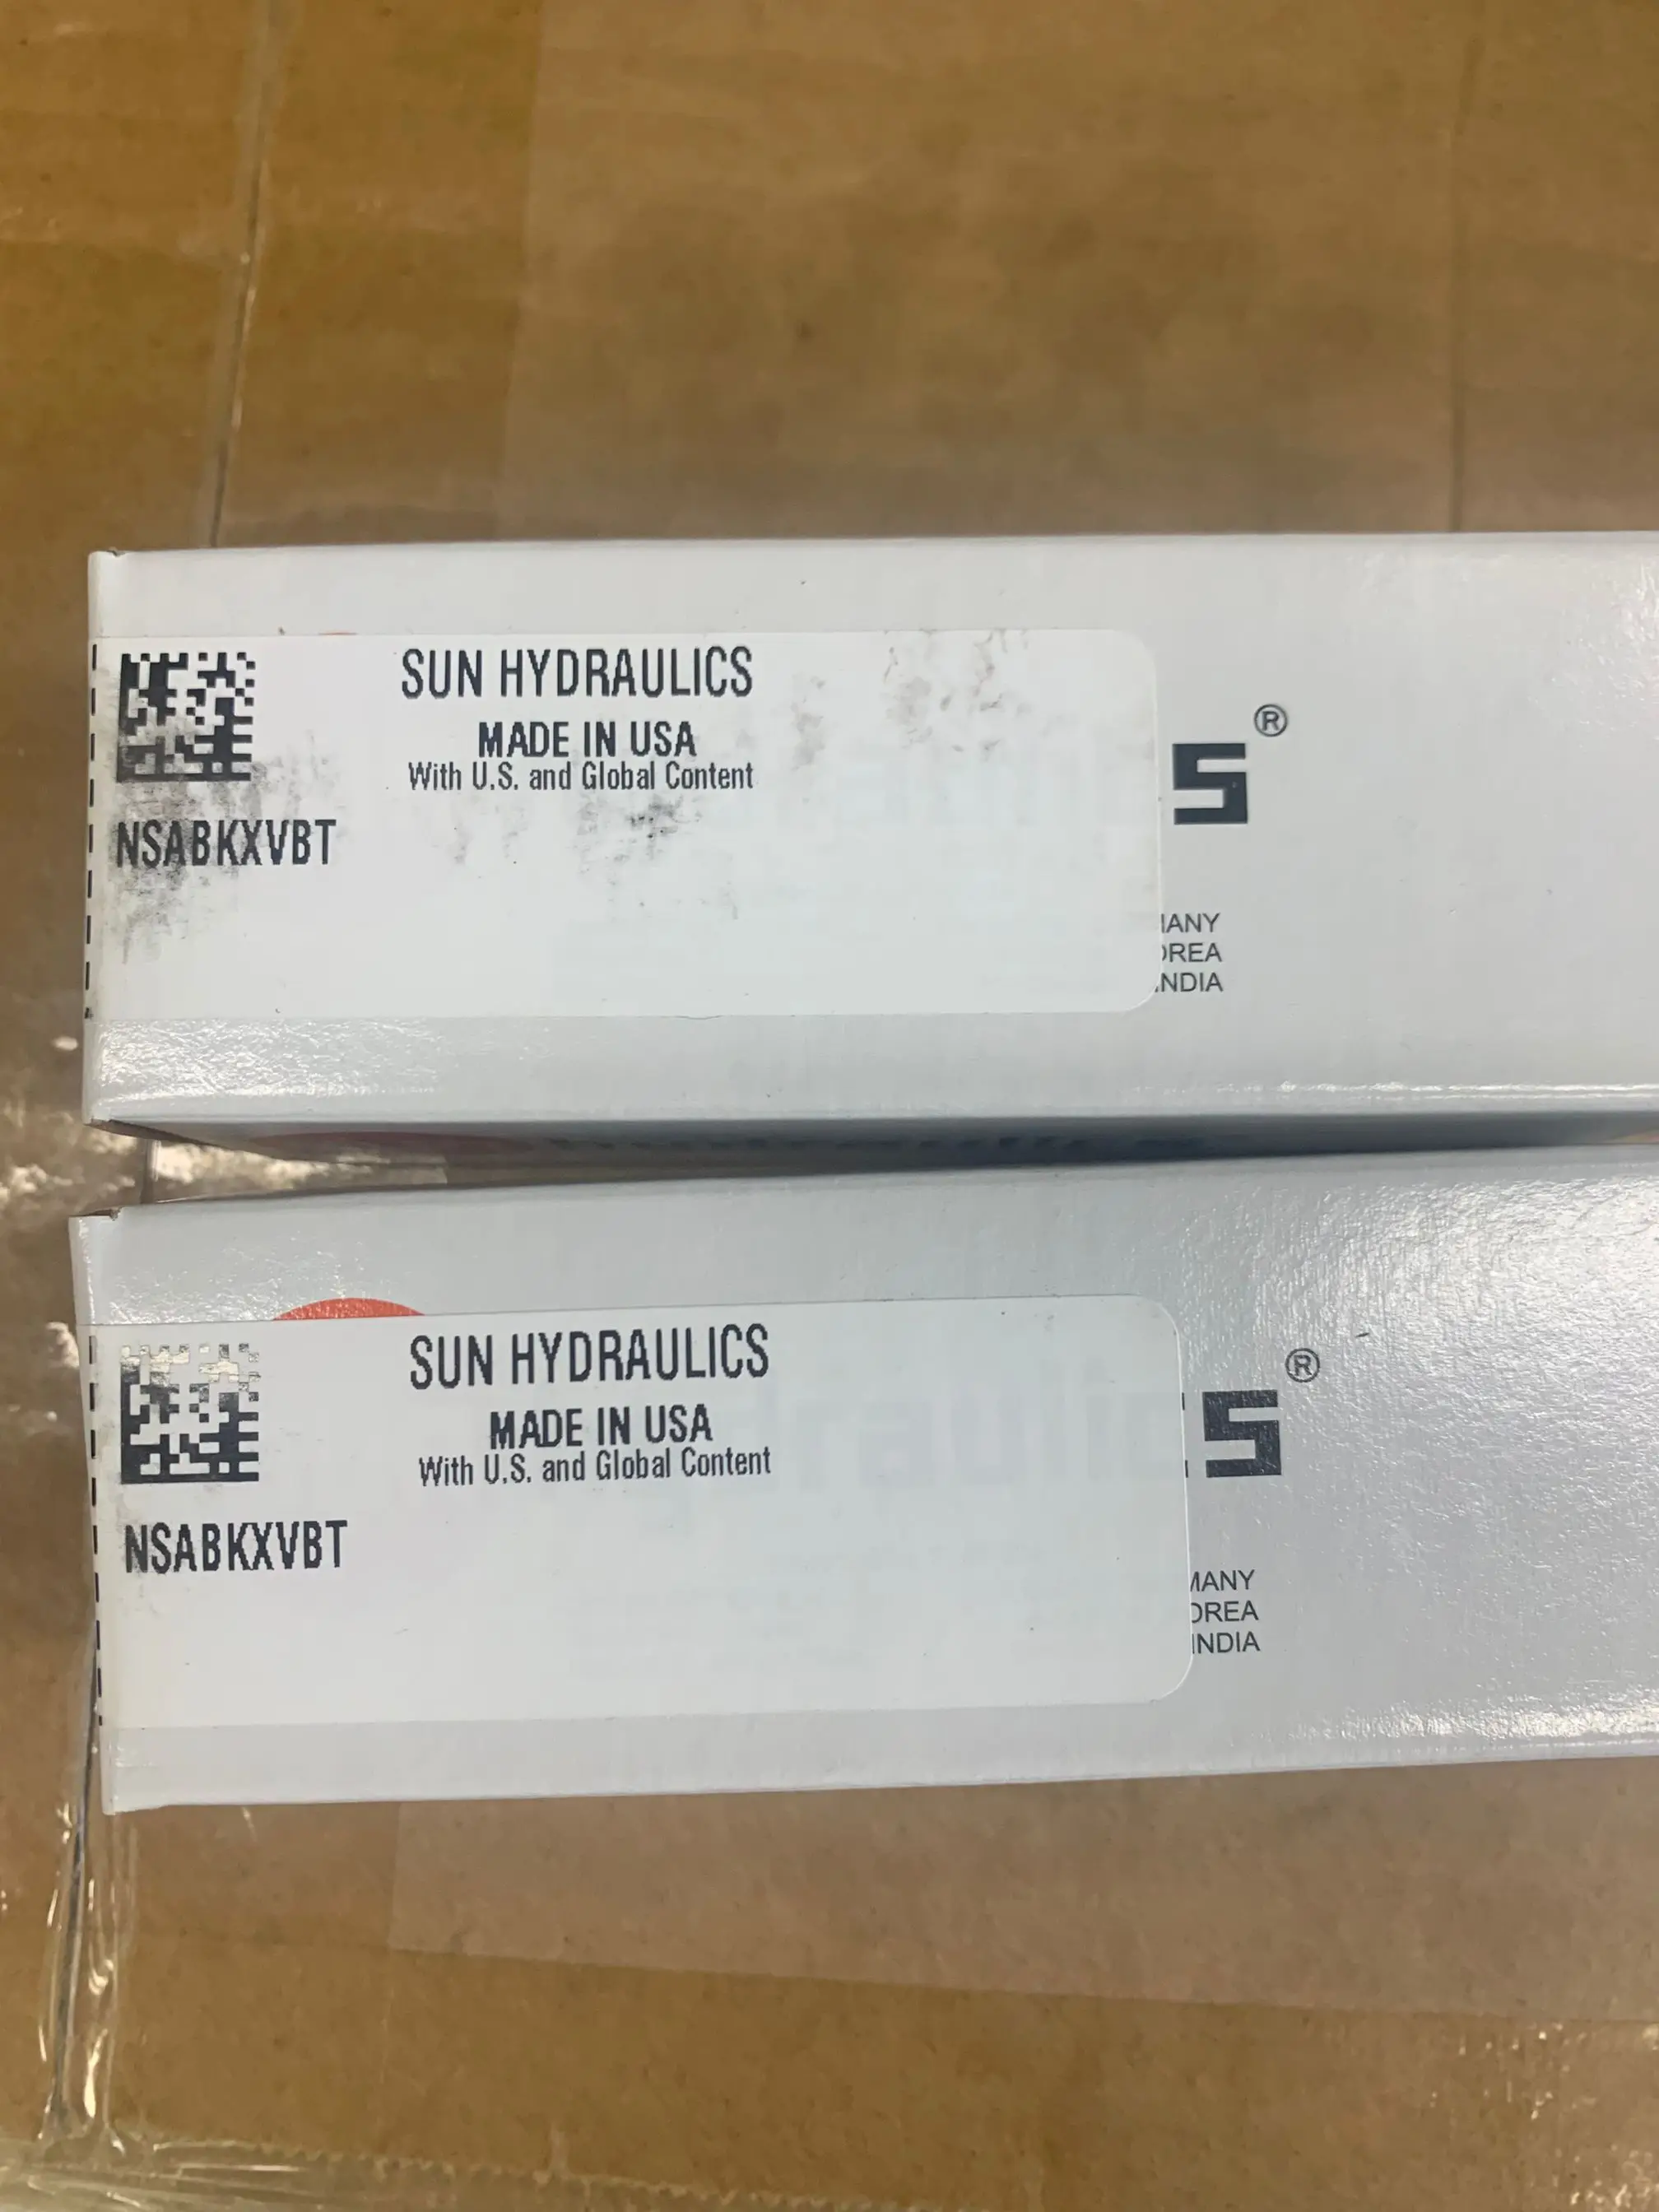 SUN HYDRAULICS
MADE IN USA
With U.S. and Global Content
NSABKXVBT
S®
MANY
OREA
INDIA
SUN HYDRAULICS
MADE IN USA
With U.S. and Global Content
NSABKXVBT
S®
MANY
OREA
INDIA